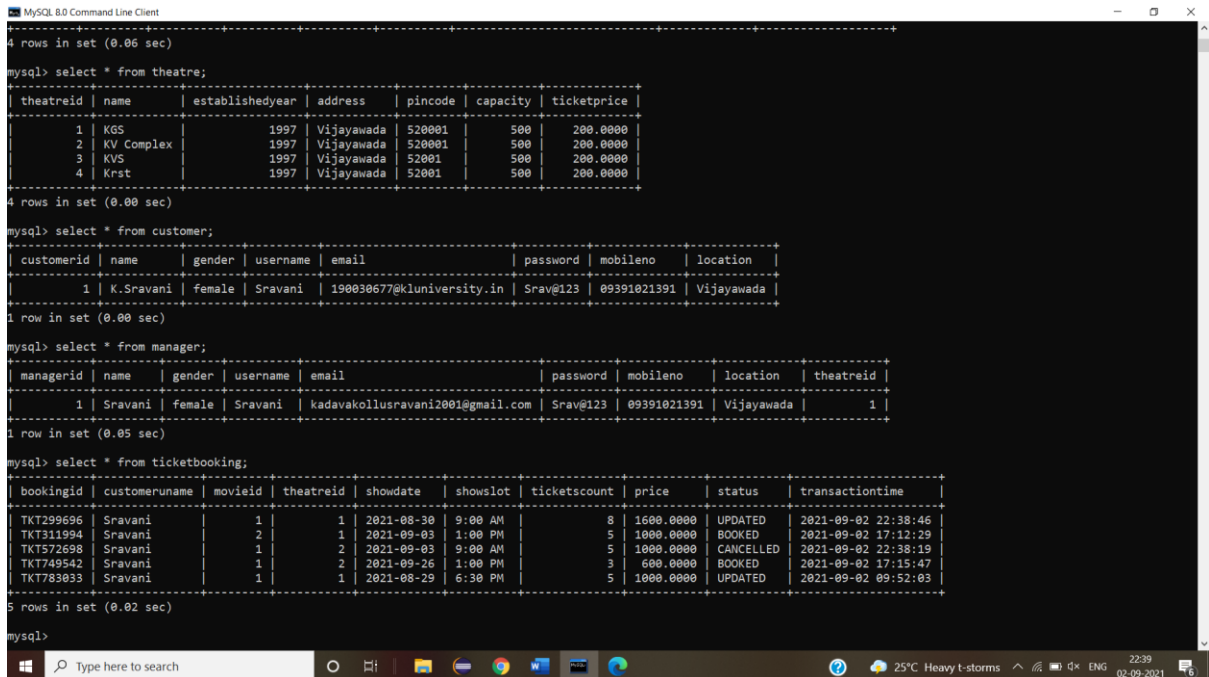 MySQL 8.0 Command Line Client
+-----------+-----------+-----------+-----------+---------+---------+-----------------------------+-------------+------------------+
4 rows in set (0.06 sec)
mysql> select * from theatre;
+-----------+------------+-----------------+------------+---------+----------+-------------+
| theatreid | name       | establishedyear | address    | pincode | capacity | ticketprice |
+-----------+------------+-----------------+------------+---------+----------+-------------+
|         1 | KGS        |            1997 | Vijayawada | 520001  |      500 |    200.0000 |
|         2 | KV Complex |            1997 | Vijayawada | 520001  |      500 |    200.0000 |
|         3 | KVS        |            1997 | Vijayawada | 52001   |      500 |    200.0000 |
|         4 | Krst       |            1997 | Vijayawada | 52001   |      500 |    200.0000 |
+-----------+------------+-----------------+------------+---------+----------+-------------+
4 rows in set (0.00 sec)
mysql> select * from customer;
+------------+-----------+--------+----------+---------------------------+----------+-------------+------------+
| customerid | name      | gender | username | email                     | password | mobileno    | location   |
+------------+-----------+--------+----------+---------------------------+----------+-------------+------------+
|          1 | K.Sravani | female | Sravani  | 190030677@kluniversity.in | Srav@123 | 09391021391 | Vijayawada |
+------------+-----------+--------+----------+---------------------------+----------+-------------+------------+
1 row in set (0.00 sec)
mysql> select * from manager;
+-----------+---------+--------+----------+-------------------------------+----------+-------------+------------+-----------+
| managerid | name    | gender | username | email                         | password | mobileno    | location   | theatreid |
+-----------+---------+--------+----------+-------------------------------+----------+-------------+------------+-----------+
|         1 | Sravani | female | Sravani  | kadavakollusravani2001@gmail.com | Srav@123 | 09391021391 | Vijayawada |         1 |
+-----------+---------+--------+----------+-------------------------------+----------+-------------+------------+-----------+
1 row in set (0.05 sec)
mysql> select * from ticketbooking;
+-----------+---------------+---------+-----------+------------+----------+--------------+-----------+-----------+---------------------+
| bookingid | customeruname | movieid | theatreid | showdate   | showslot | ticketscount | price     | status    | transactiontime     |
+-----------+---------------+---------+-----------+------------+----------+--------------+-----------+-----------+---------------------+
| TKT299696 | Sravani       |       1 |         1 | 2021-08-30 | 9:00 AM  |            8 | 1600.0000 | UPDATED   | 2021-09-02 22:38:46 |
| TKT311994 | Sravani       |       2 |         1 | 2021-09-03 | 1:00 PM  |            5 | 1000.0000 | BOOKED    | 2021-09-02 17:12:29 |
| TKT572698 | Sravani       |       1 |         2 | 2021-09-03 | 9:00 AM  |            5 | 1000.0000 | CANCELLED | 2021-09-02 22:38:19 |
| TKT749542 | Sravani       |       1 |         2 | 2021-09-26 | 1:00 PM  |            3 |  600.0000 | BOOKED    | 2021-09-02 17:15:47 |
| TKT783033 | Sravani       |       1 |         1 | 2021-08-29 | 6:30 PM  |            5 | 1000.0000 | UPDATED   | 2021-09-02 09:52:03 |
+-----------+---------------+---------+-----------+------------+----------+--------------+-----------+-----------+---------------------+
5 rows in set (0.02 sec)
mysql>
Type here to search
25°C Heavy t-storms ENG
22:39
02-09-2021
6